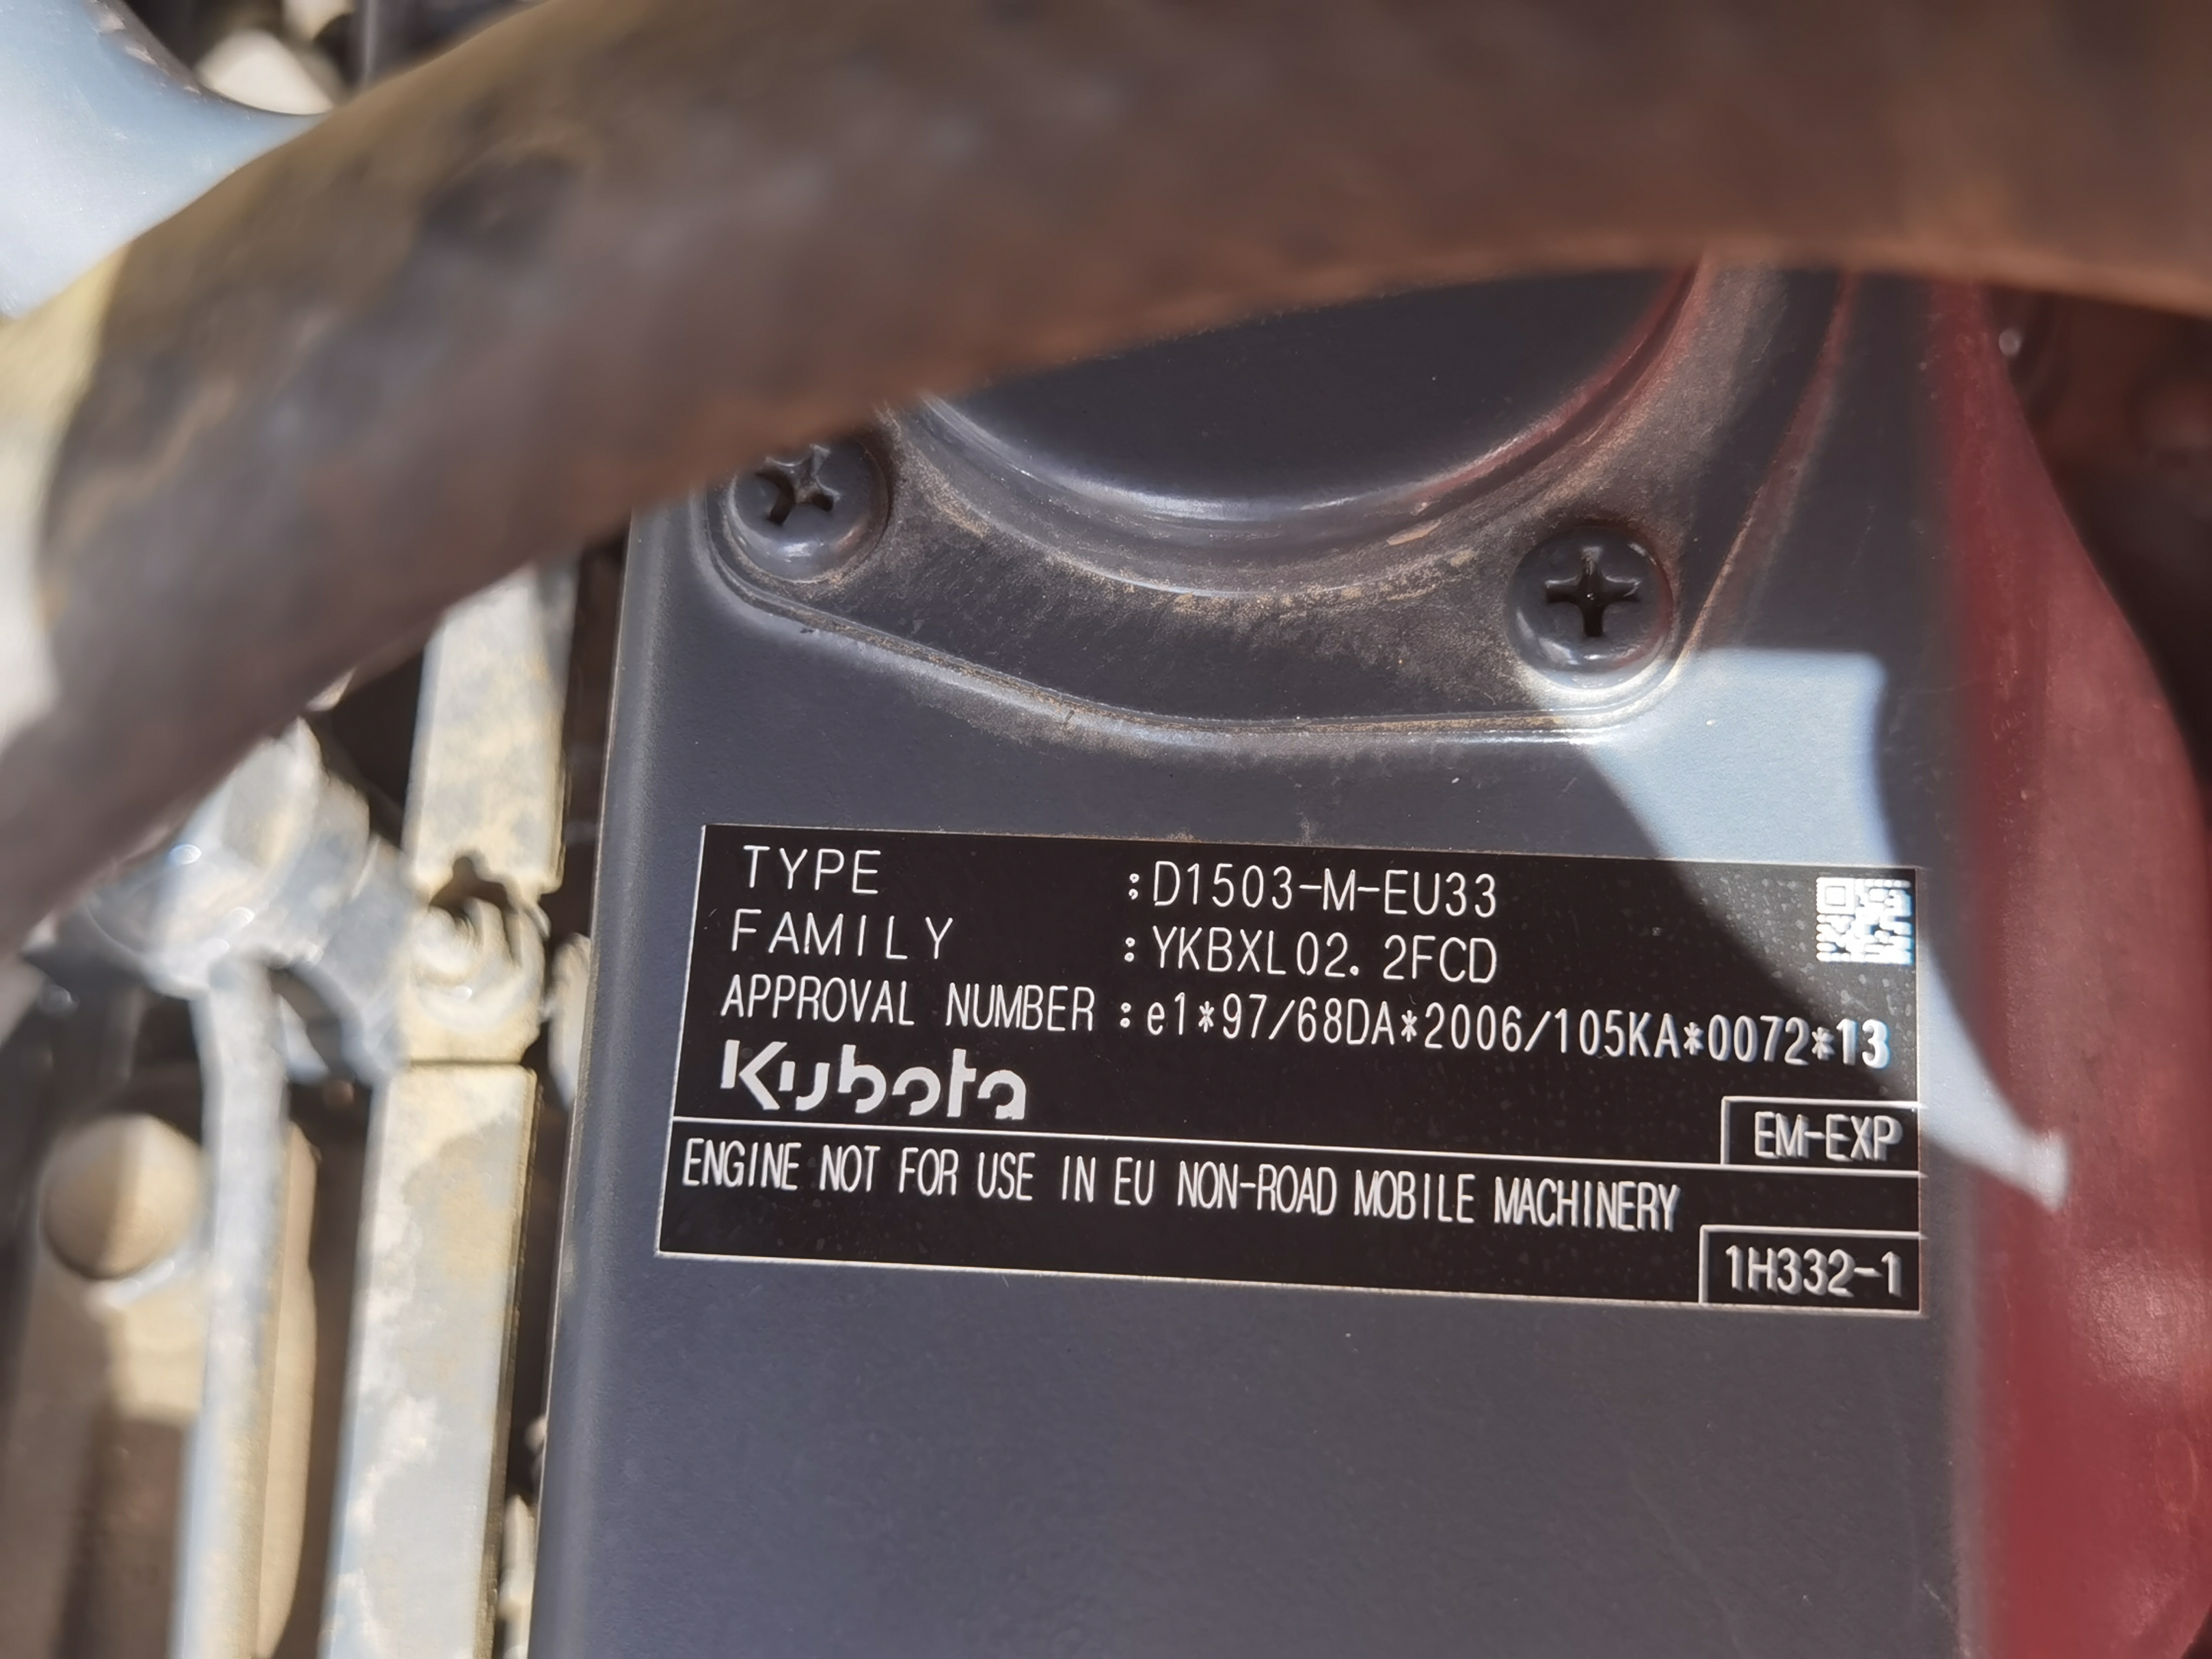 TYPE :D1503-M-EU33
FAMILY :YKBXL02.2FCD
APPROVAL NUMBER :e1*97/68DA*2006/105KA*0072*13
Kubota
EM-EXP
ENGINE NOT FOR USE IN EU NON-ROAD MOBILE MACHINERY
1H332-1